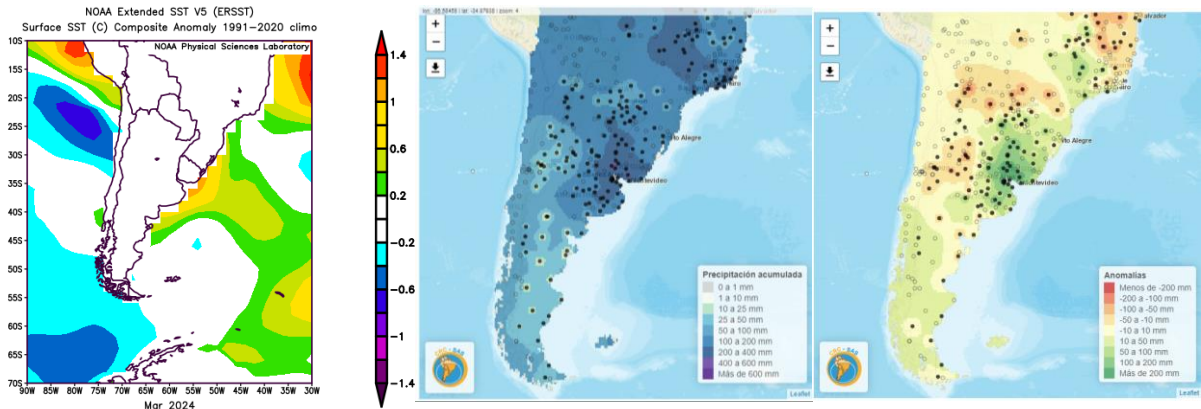 NOAA Extended SST V5 (ERSST)
Surface SST (C) Composite Anomaly 1991-2020 climo
NOAA Physical Sciences Laboratory
10S
15S
20S
25S
30S
35S
40S
45S
50S
55S
60S
65S
70S
90W 85W 80W 75W 70W 65W 60W 55W 50W 45W 40W 35W 30W
Mar 2024
1.4
1
0.6
0.2
-0.2
-0.6
-1
-1.4
+
−
Alegre
Montevideo
Precipitación acumulada
0 a 1 mm
1 a 10 mm
10 a 25 mm
25 a 50 mm
50 a 100 mm
100 a 200 mm
200 a 400 mm
400 a 600 mm
Más de 600 mm
CRC-SAS
Leaflet
+
−
Alegre
Montevideo
Anomalías
Menos de -200 mm
-200 a -100 mm
-100 a -50 mm
-50 a -10 mm
-10 a 10 mm
10 a 50 mm
50 a 100 mm
100 a 200 mm
Más de 200 mm
CRC-SAS
Leaflet